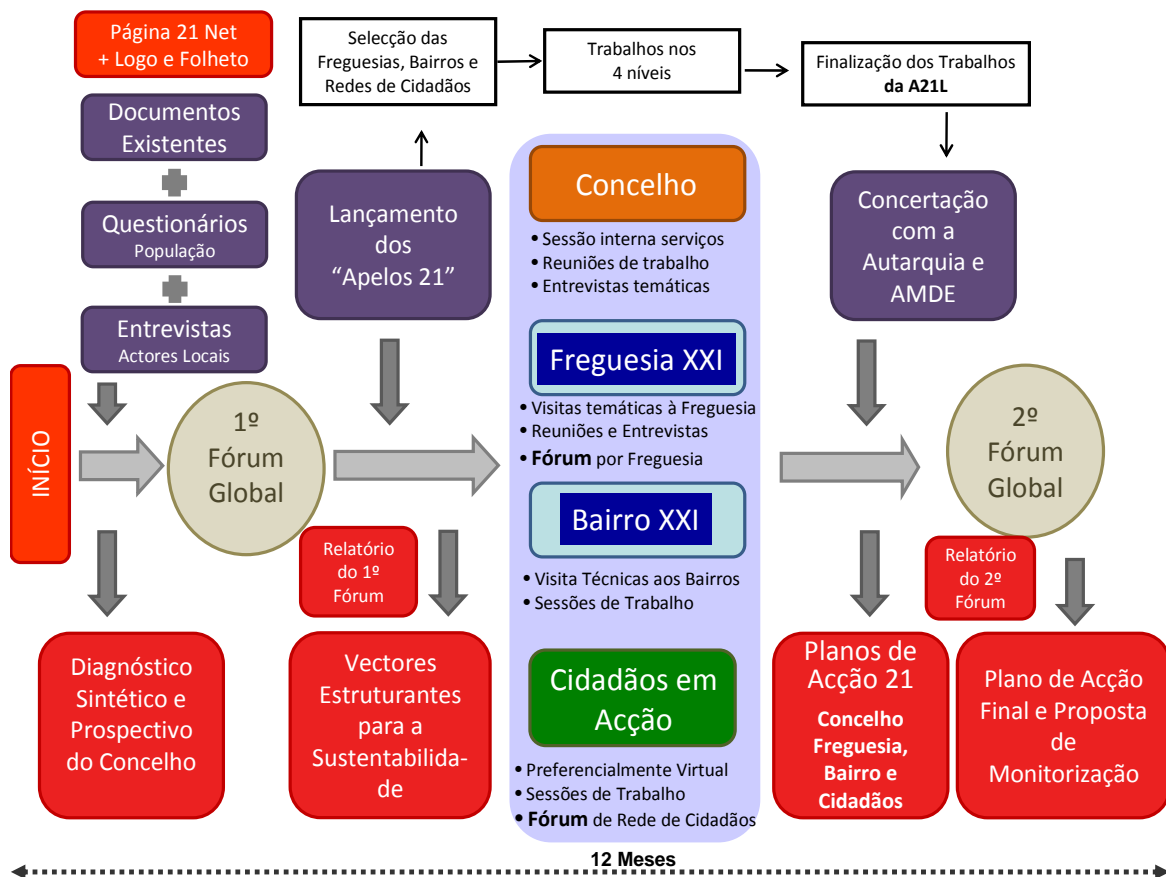 Página 21 Net
+ Logo e Folheto
Documentos
Existentes
Questionários
População
Entrevistas
Actores Locais
INÍCIO
1º
Fórum
Global
Relatório
do 1º
Fórum
Diagnóstico
Sintético e
Prospectivo
do Concelho
Selecção das
Freguesias, Bairros e
Redes de Cidadãos
Lançamento
dos
“Apelos 21”
Vectores
Estruturantes
para a
Sustentabilida-
de
Trabalhos nos
4 níveis
Concelho
• Sessão interna serviços
• Reuniões de trabalho
• Entrevistas temáticas
Freguesia XXI
• Visitas temáticas à Freguesia
• Reuniões e Entrevistas
• Fórum por Freguesia
Bairro XXI
• Visita Técnicas aos Bairros
• Sessões de Trabalho
Cidadãos em
Acção
• Preferencialmente Virtual
• Sessões de Trabalho
• Fórum de Rede de Cidadãos
Finalização dos Trabalhos
da A21L
Concertação
com a
Autarquia e
AMDE
2º
Fórum
Global
Relatório
do 2º
Fórum
Planos de
Acção 21
Concelho
Freguesia,
Bairro e
Cidadãos
Plano de Acção
Final e Proposta
de
Monitorização
12 Meses